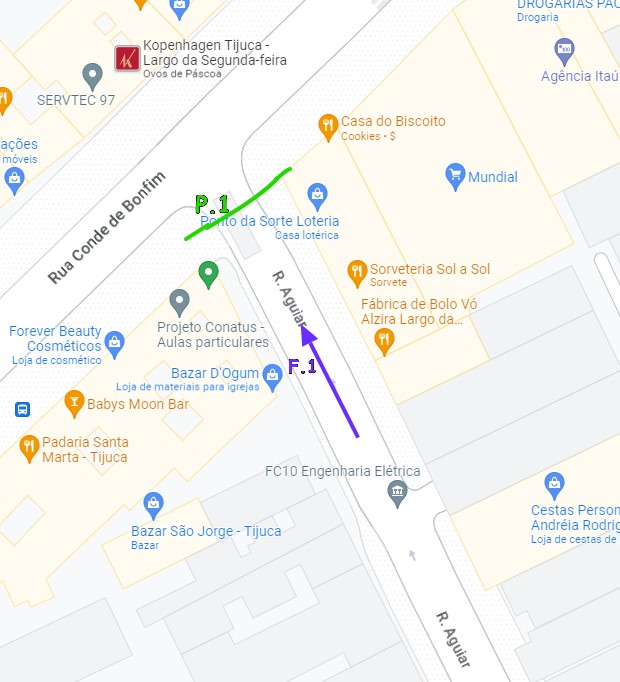 DROGARIAS PAC
Drogaria
Kopenhagen Tijuca -
Largo da Segunda-feira
Ovos de Páscoa
Agência Itaú
SERVTEC 97
Casa do Biscoito
Cookies • $
ações
móveis
Mundial
Rua Conde de Bonfim
P.1
Ponto da Sorte Loteria
Casa lotérica
Sorveteria Sol a Sol
Sorvete
R. Aguiar
Fábrica de Bolo Vó
Alzira Largo da...
Projeto Conatus -
Aulas particulares
Forever Beauty
Cosméticos
Loja de cosmético
F.1
Bazar D'Ogum
Loja de materiais para igrejas
Babys Moon Bar
Padaria Santa
Marta - Tijuca
FC10 Engenharia Elétrica
Cestas Person
Andréia Rodrig
Loja de cestas de
Bazar São Jorge - Tijuca
Bazar
R. Aguiar